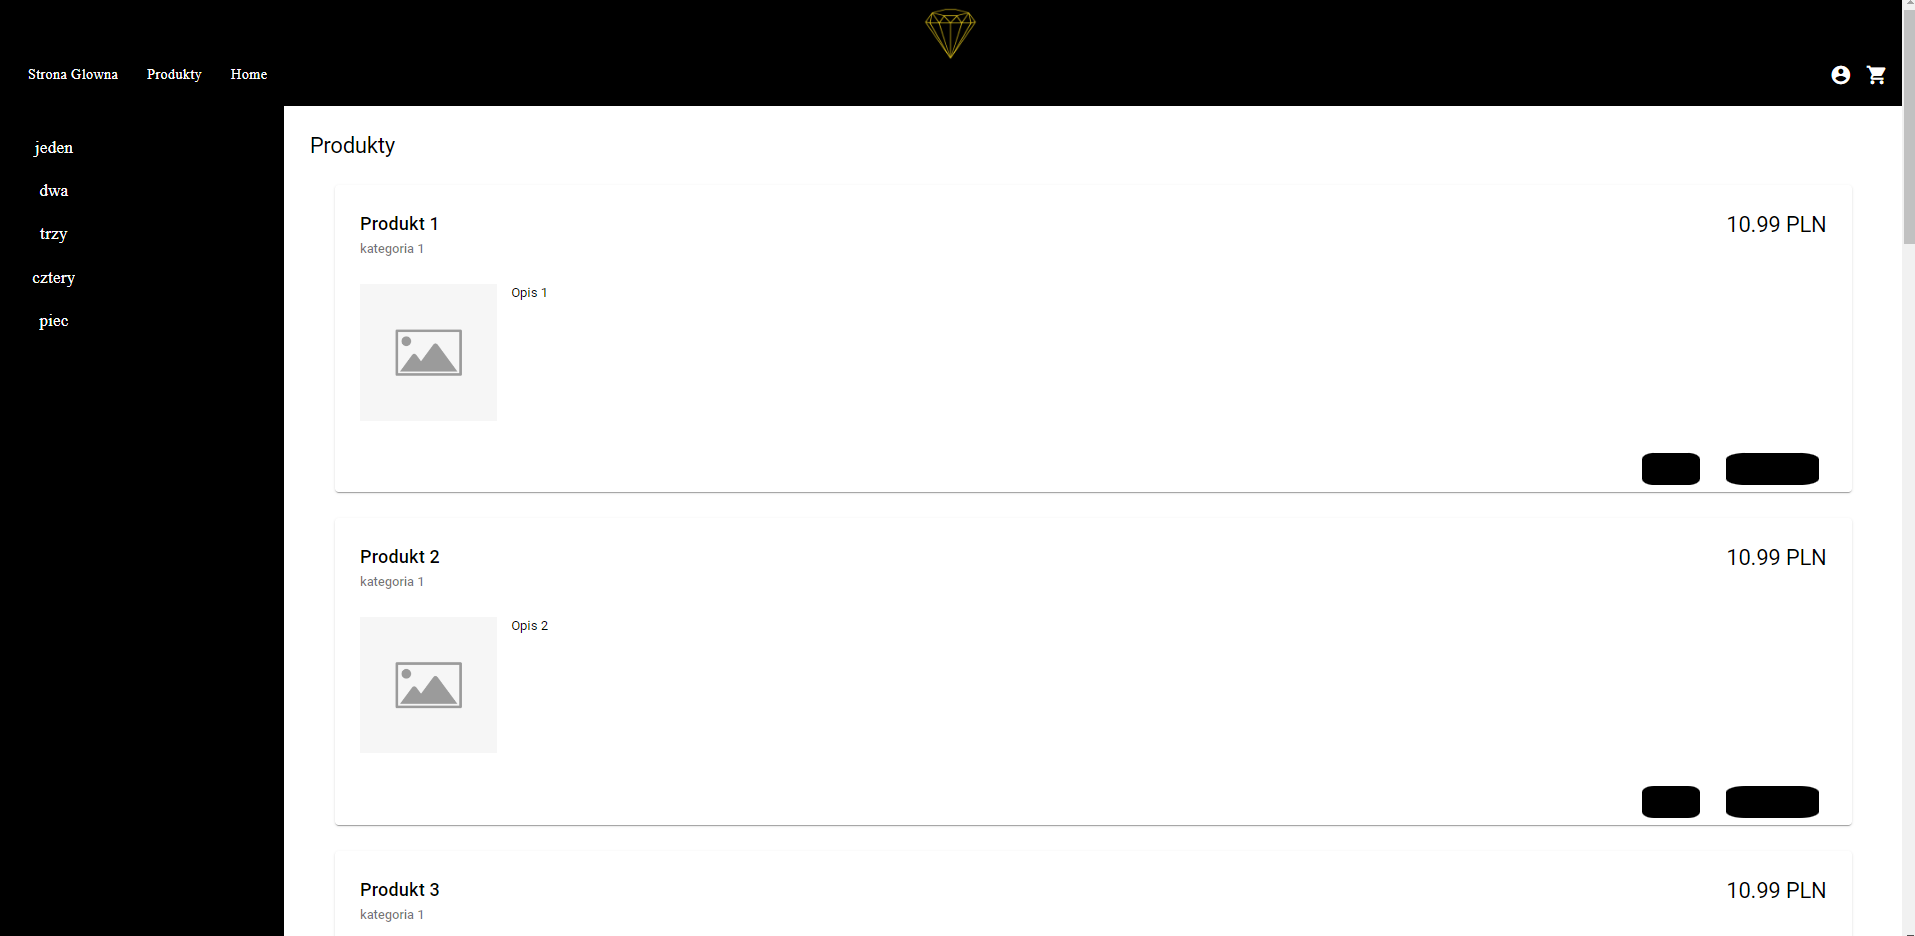 Strona Glowna Produkty Home
jeden
dwa
trzy
cztery
piec
Produkty
Produkt 1 10.99 PLN
kategoria 1
Opis 1
Produkt 2 10.99 PLN
kategoria 1
Opis 2
Produkt 3 10.99 PLN
kategoria 1